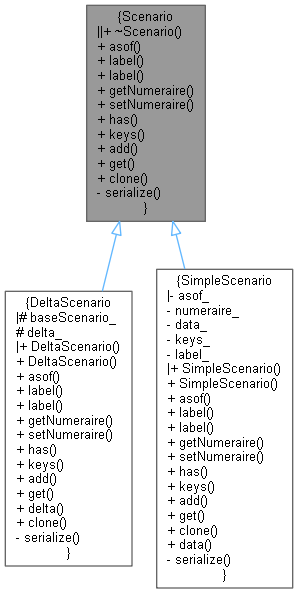 {Scenario
||+ ~Scenario()
+ asof()
+ label()
+ label()
+ getNumeraire()
+ setNumeraire()
+ has()
+ keys()
+ add()
+ get()
+ clone()
- serialize()
}
{DeltaScenario
|# baseScenario_
# delta_
|+ DeltaScenario()
+ DeltaScenario()
+ asof()
+ label()
+ label()
+ getNumeraire()
+ setNumeraire()
+ has()
+ keys()
+ add()
+ get()
+ delta()
+ clone()
- serialize()
}
{SimpleScenario
|- asof_
- numeraire_
- data_
- keys_
- label_
|+ SimpleScenario()
+ SimpleScenario()
+ asof()
+ label()
+ label()
+ getNumeraire()
+ setNumeraire()
+ has()
+ keys()
+ add()
+ get()
+ clone()
+ data()
- serialize()
}